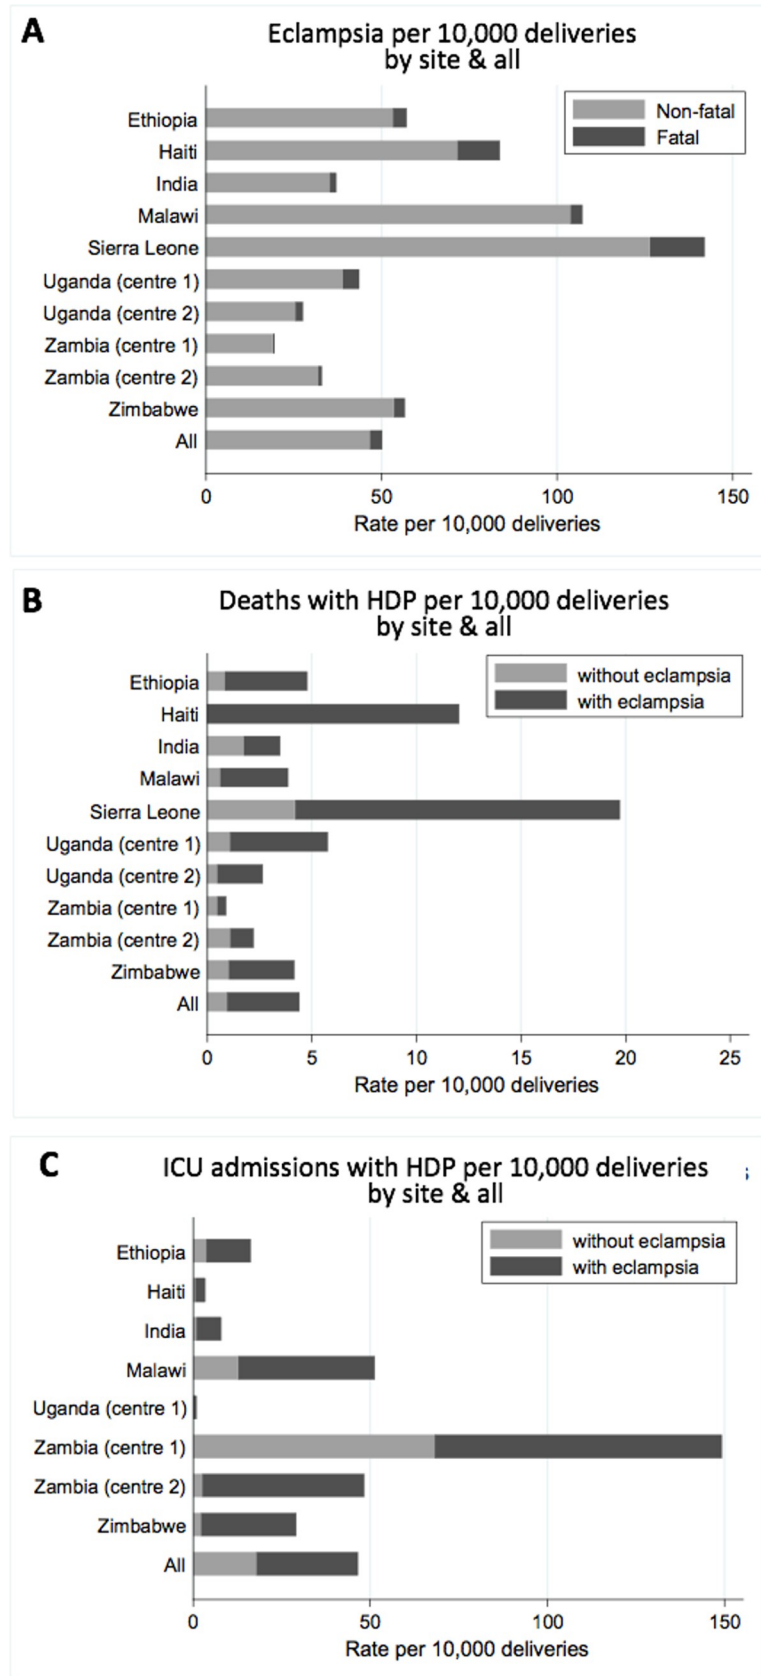 A
Eclampsia per 10,000 deliveries
by site & all
Non-fatal
Fatal
Ethiopia
Haiti
India
Malawi
Sierra Leone
Uganda (centre 1)
Uganda (centre 2)
Zambia (centre 1)
Zambia (centre 2)
Zimbabwe
All
0 50 100 150
Rate per 10,000 deliveries
B
Deaths with HDP per 10,000 deliveries
by site & all
without eclampsia
with eclampsia
Ethiopia
Haiti
India
Malawi
Sierra Leone
Uganda (centre 1)
Uganda (centre 2)
Zambia (centre 1)
Zambia (centre 2)
Zimbabwe
All
0 5 10 15 20 25
Rate per 10,000 deliveries
C
ICU admissions with HDP per 10,000 deliveries
by site & all
without eclampsia
with eclampsia
Ethiopia
Haiti
India
Malawi
Uganda (centre 1)
Zambia (centre 1)
Zambia (centre 2)
Zimbabwe
All
0 50 100 150
Rate per 10,000 deliveries